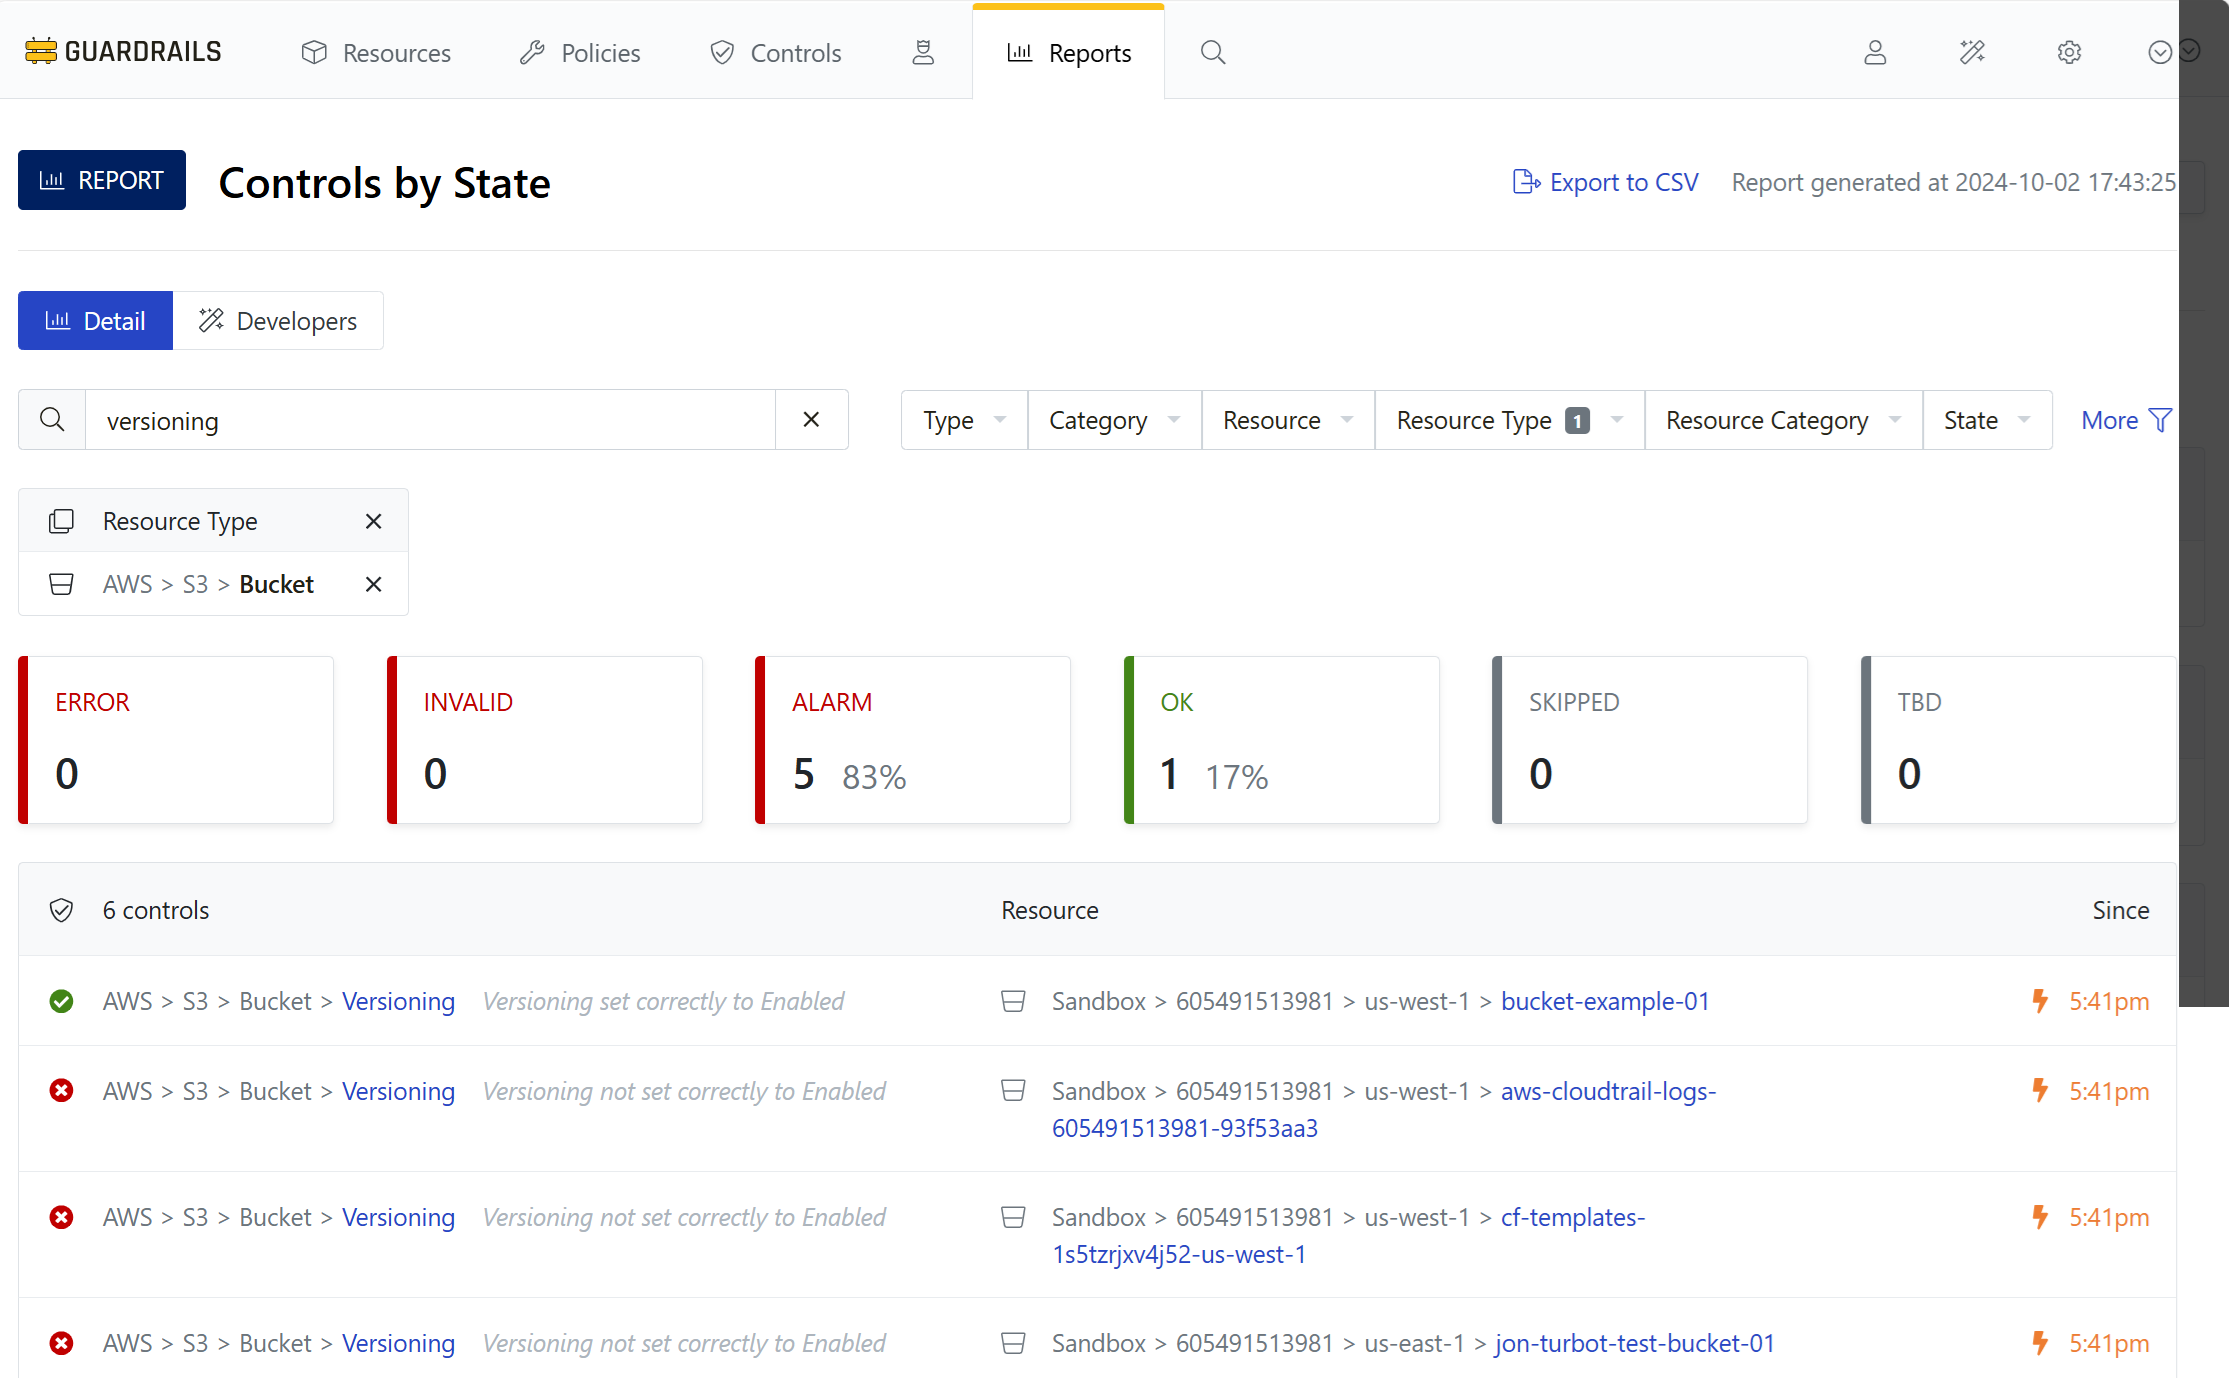 GUARDRAILS Resources Policies Controls Reports
REPORT Controls by State Export to CSV Report generated at 2024-10-02 17:43:25
Detail Developers
versioning Type Category Resource Resource Type 1 Resource Category State More
Resource Type
AWS > S3 > Bucket
ERROR INVALID ALARM OK SKIPPED TBD
0 0 5 83% 1 17% 0 0
6 controls Resource Since
AWS > S3 > Bucket > Versioning Versioning set correctly to Enabled Sandbox > 605491513981 > us-west-1 > bucket-example-01 5:41pm
AWS > S3 > Bucket > Versioning Versioning not set correctly to Enabled Sandbox > 605491513981 > us-west-1 > aws-cloudtrail-logs- 5:41pm
605491513981-93f53aa3
AWS > S3 > Bucket > Versioning Versioning not set correctly to Enabled Sandbox > 605491513981 > us-west-1 > cf-templates- 5:41pm
1s5tzrjxv4j52-us-west-1
AWS > S3 > Bucket > Versioning Versioning not set correctly to Enabled Sandbox > 605491513981 > us-east-1 > jon-turbot-test-bucket-01 5:41pm